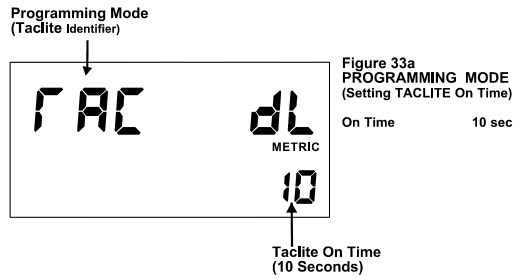 Programming Mode
(Taclite Identifier)
TAC dL
METRIC
10
Figure 33a
PROGRAMMING MODE
(Setting TACLITE On Time)
On Time 10 sec
Taclite On Time
(10 Seconds)